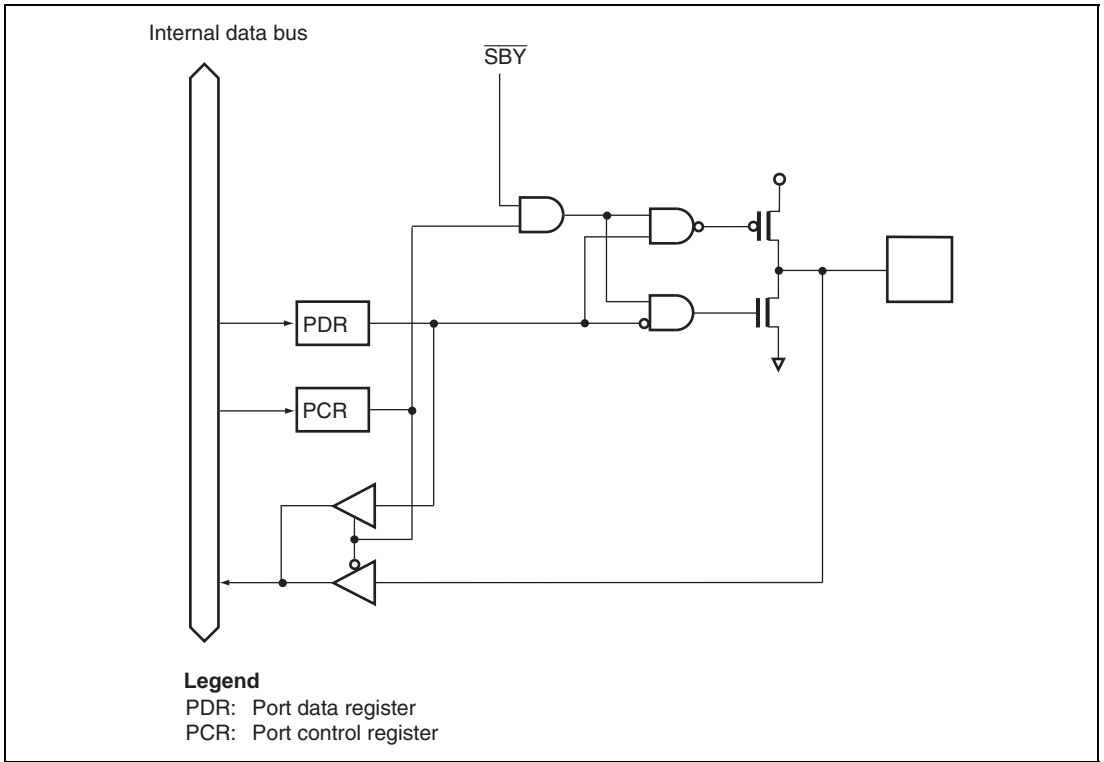 Internal data bus
SBY
PDR
PCR
Legend
PDR: Port data register
PCR: Port control register